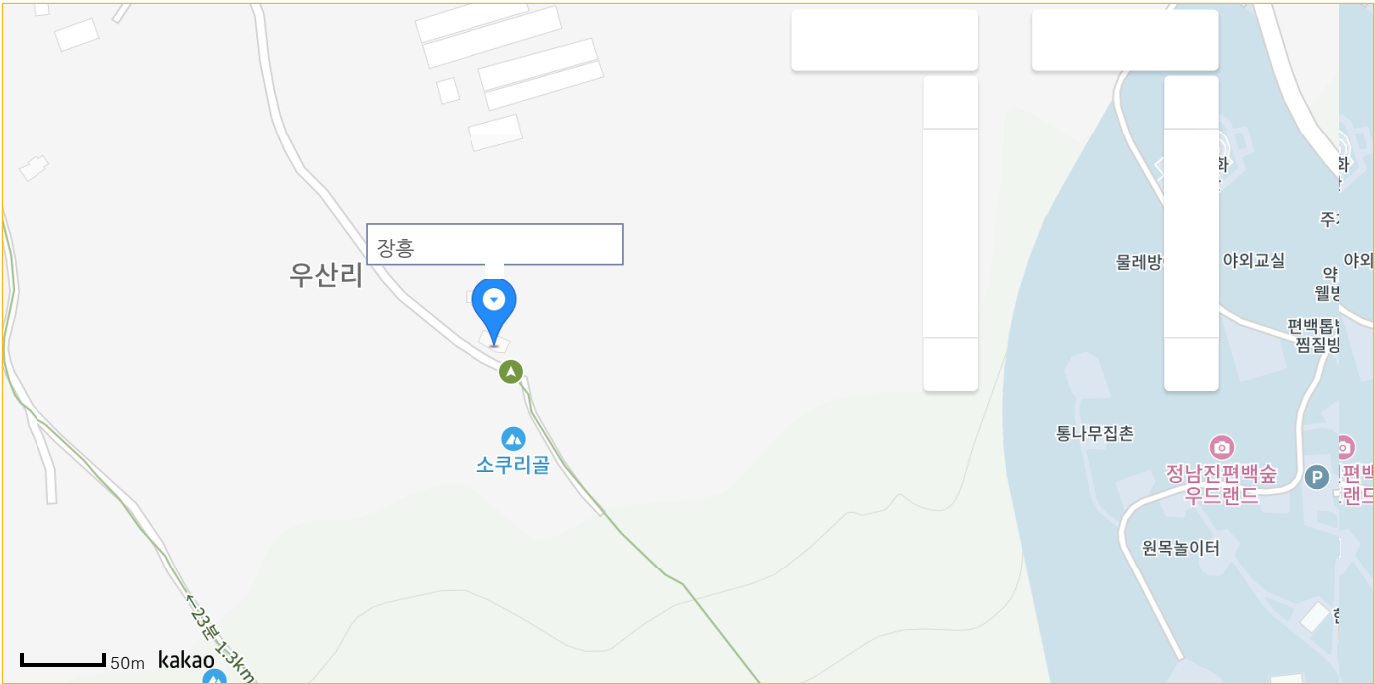 화
화
주
장흥
우산리
물레방
야외교실
야외
약
웰빙
편백톱밥
찜질방
통나무집촌
소쿠리골
정남진편백숲
우드랜드
P
편백
랜드
원목놀이터
←23분 1.3km
50m
kakao